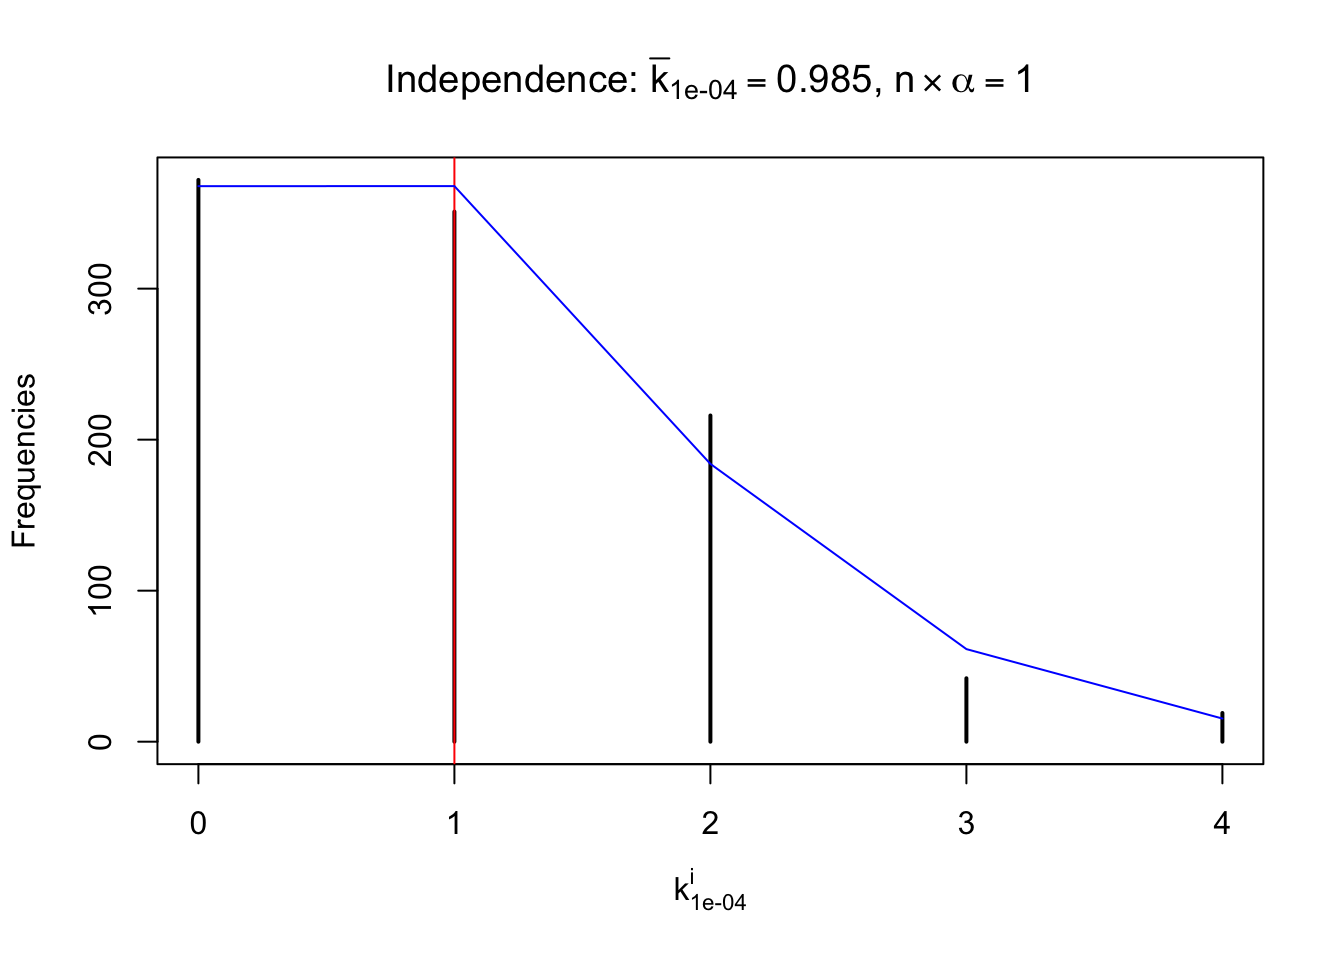 Independence: k̅₁ₑ₋₀₄ = 0.985, n × α = 1
Frequencies
300
200
100
0
0 1 2 3 4
kⁱ₁ₑ₋₀₄